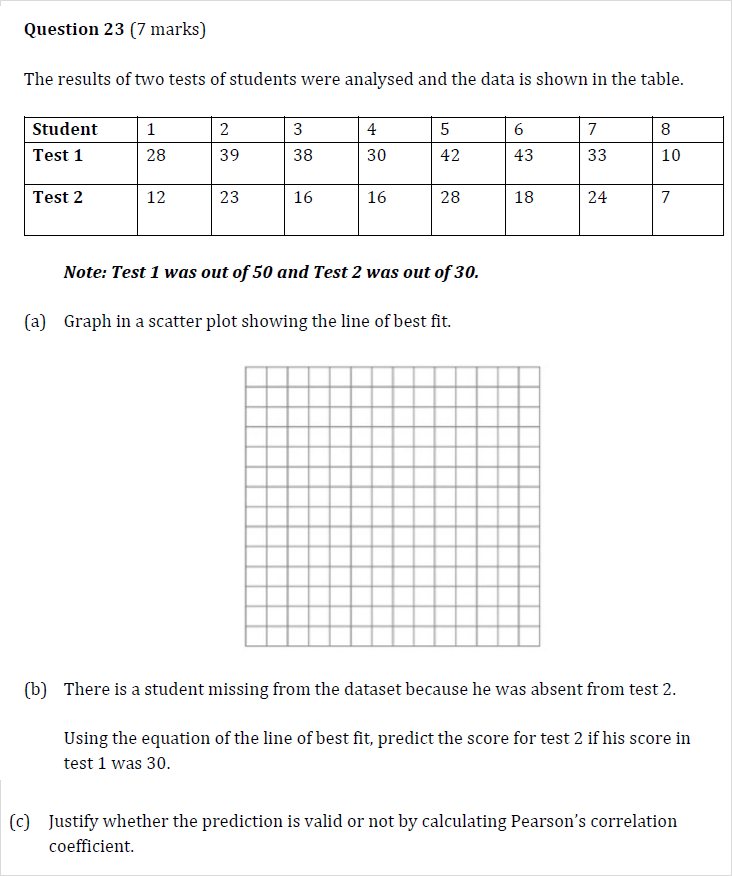 Question 23 (7 marks)
The results of two tests of students were analysed and the data is shown in the table.
Student 1 2 3 4 5 6 7 8
Test 1 28 39 38 30 42 43 33 10
Test 2 12 23 16 16 28 18 24 7
Note: Test 1 was out of 50 and Test 2 was out of 30.
(a) Graph in a scatter plot showing the line of best fit.
(b) There is a student missing from the dataset because he was absent from test 2.
Using the equation of the line of best fit, predict the score for test 2 if his score in
test 1 was 30.
(c) Justify whether the prediction is valid or not by calculating Pearson’s correlation
coefficient.